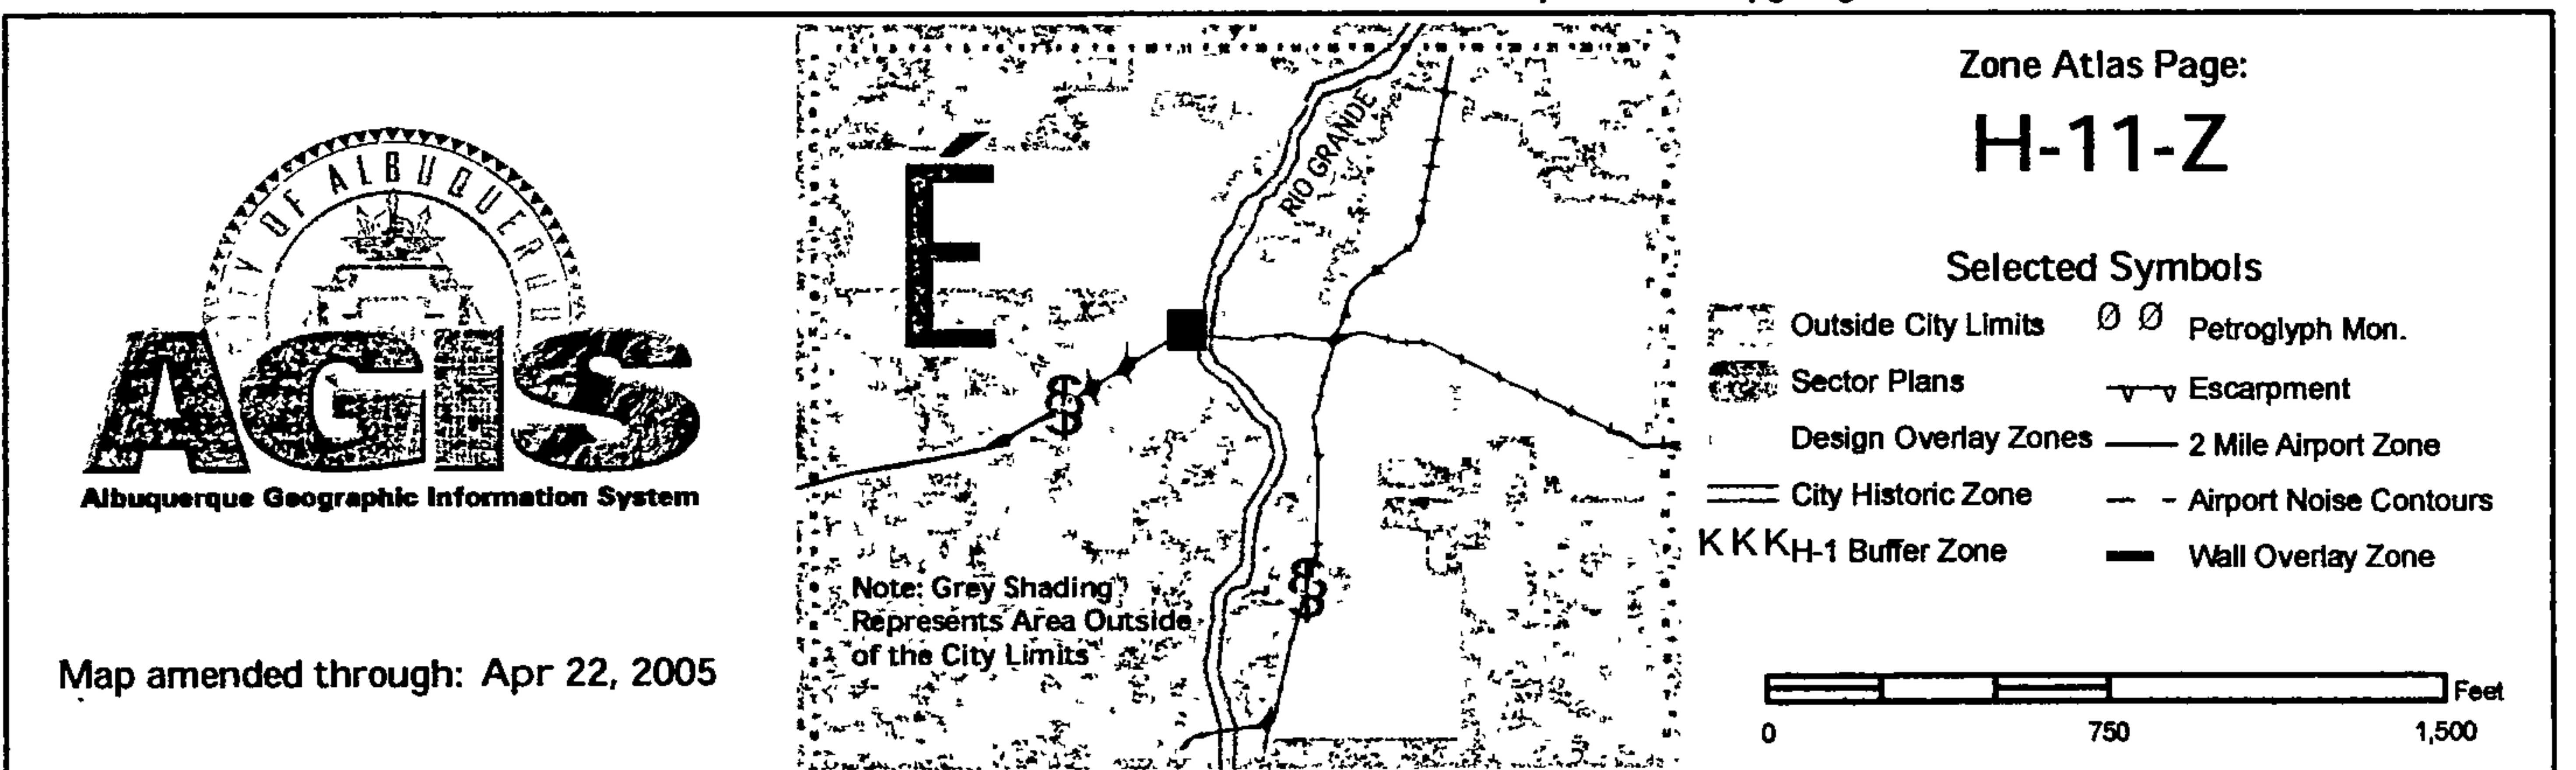 CITY OF ALBUQUERQUE
AGIS
Albuquerque Geographic Information System
Map amended through: Apr 22, 2005
É
RIO GRANDE
$
$
Note: Grey Shading
Represents Area Outside
of the City Limits
Zone Atlas Page:
H-11-Z
Selected Symbols
Outside City Limits
Sector Plans
Design Overlay Zones
City Historic Zone
KKK H-1 Buffer Zone
Ø Ø Petroglyph Mon.
Escarpment
2 Mile Airport Zone
Airport Noise Contours
Wall Overlay Zone
Feet
0 750 1,500